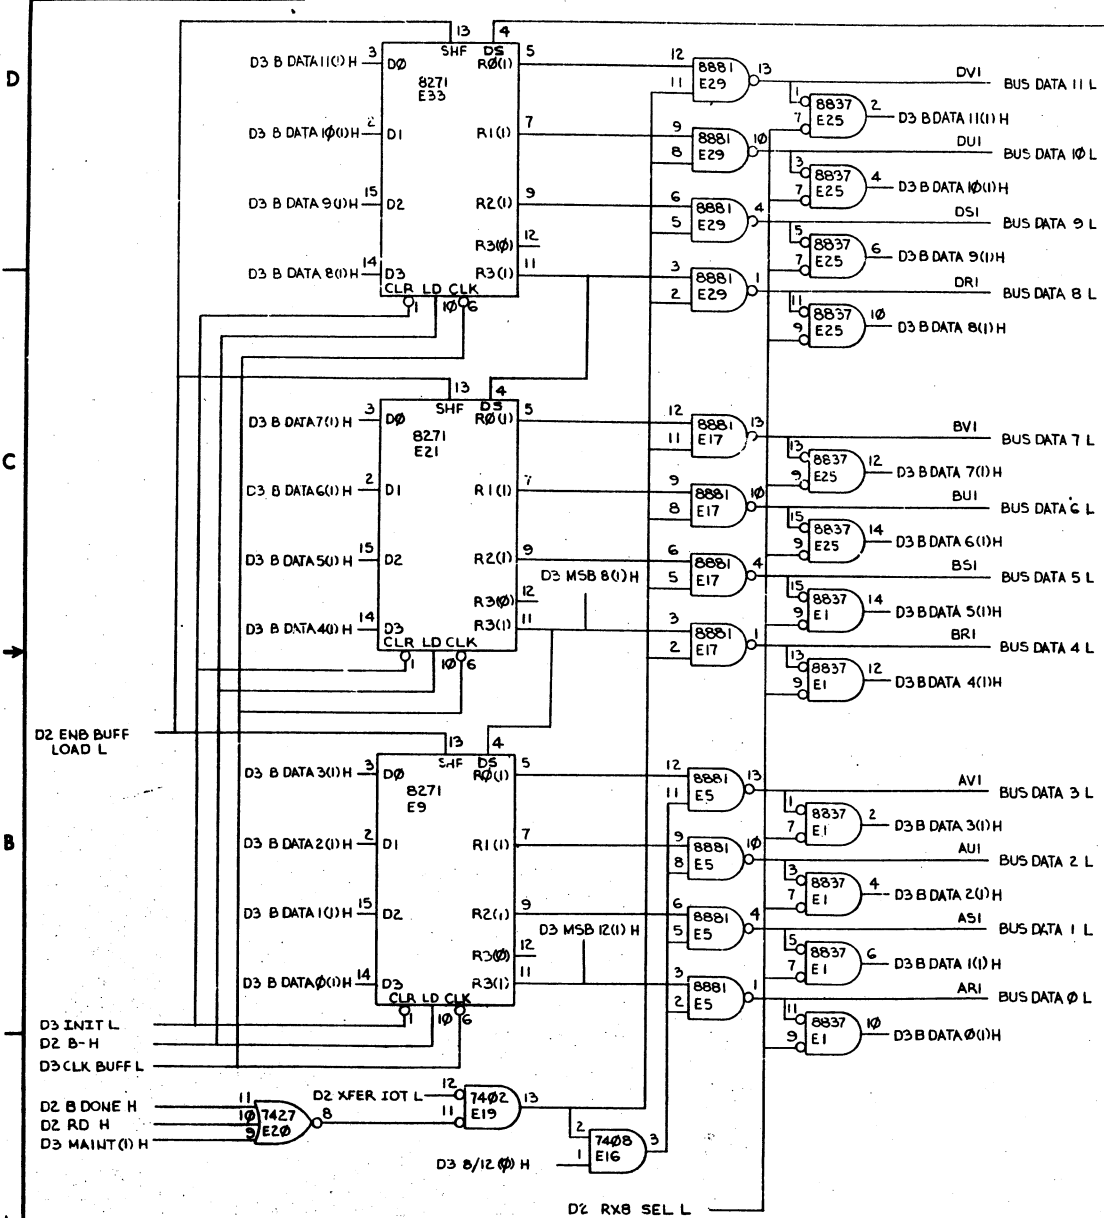 D
C
B
13
4
SHF
DS
D3 B DATA 11(1) H
3
DØ
8271
E33
RØ(1)
5
D3 B DATA 1Ø(1) H
2
D1
R1(1)
7
D3 B DATA 9(1) H
15
D2
R2(1)
9
R3(Ø)
12
D3 B DATA 8(1) H
14
D3
R3(1)
11
CLR
LD
CLK
1
1Ø
6
12
11
8881
E29
13
DV1
BUS DATA 11 L
1
7
8837
E25
2
D3 B DATA 11(1) H
9
8
8881
E29
1Ø
DU1
BUS DATA 1Ø L
3
7
8837
E25
4
D3 B DATA 1Ø(1) H
6
5
8881
E29
4
DS1
BUS DATA 9 L
5
7
8837
E25
6
D3 B DATA 9(1) H
3
2
8881
E29
1
DR1
BUS DATA 8 L
11
9
8837
E25
1Ø
D3 B DATA 8(1) H
13
4
SHF
DS
D3 B DATA 7(1) H
3
DØ
8271
E21
RØ(1)
5
D3 B DATA 6(1) H
2
D1
R1(1)
7
D3 B DATA 5(1) H
15
D2
R2(1)
9
D3 MSB 8(1) H
R3(Ø)
12
D3 B DATA 4(1) H
14
D3
R3(1)
11
CLR
LD
CLK
1
1Ø
6
12
11
8881
E17
13
BV1
BUS DATA 7 L
13
9
8837
E25
12
D3 B DATA 7(1) H
9
8
8881
E17
1Ø
BU1
BUS DATA 6 L
15
9
8837
E25
14
D3 B DATA 6(1) H
6
5
8881
E17
4
BS1
BUS DATA 5 L
15
9
8837
E1
14
D3 B DATA 5(1) H
3
2
8881
E17
1
BR1
BUS DATA 4 L
13
9
8837
E1
12
D3 B DATA 4(1) H
D2 ENB BUFF
LOAD L
13
4
SHF
DS
D3 B DATA 3(1) H
3
DØ
8271
E9
RØ(1)
5
D3 B DATA 2(1) H
2
D1
R1(1)
7
D3 B DATA 1(1) H
15
D2
R2(1)
9
D3 MSB 12(1) H
R3(Ø)
12
D3 B DATA Ø(1) H
14
D3
R3(1)
11
CLR
LD
CLK
1
1Ø
6
12
11
8881
E5
13
AV1
BUS DATA 3 L
1
7
8837
E1
2
D3 B DATA 3(1) H
9
8
8881
E5
1Ø
AU1
BUS DATA 2 L
3
7
8837
E1
4
D3 B DATA 2(1) H
6
5
8881
E5
4
AS1
BUS DATA 1 L
5
7
8837
E1
6
D3 B DATA 1(1) H
3
2
8881
E5
1
AR1
BUS DATA Ø L
11
9
8837
E1
1Ø
D3 B DATA Ø(1) H
D3 INIT L
D2 B-H
D3 CLK BUFF L
D2 B DONE H
D2 RD H
D3 MAINT(1) H
11
1Ø
9
7427
E2Ø
8
D2 XFER IOT L
12
11
7402
E19
13
D3 8/12 (Ø) H
2
1
7408
E16
3
D2 RX8 SEL L